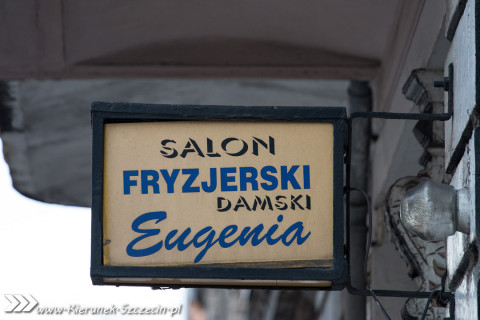 SALON
FRYZJERSKI
DAMSKI
Eugenia
www.Kierunek-Szczecin.pl